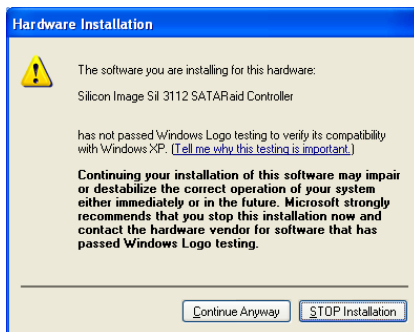 Hardware Installation
The software you are installing for this hardware:
Silicon Image SiI 3112 SATARaid Controller
has not passed Windows Logo testing to verify its compatibility
with Windows XP. (Tell me why this testing is important.)
Continuing your installation of this software may impair
or destabilize the correct operation of your system
either immediately or in the future. Microsoft strongly
recommends that you stop this installation now and
contact the hardware vendor for software that has
passed Windows Logo testing.
Continue Anyway STOP Installation